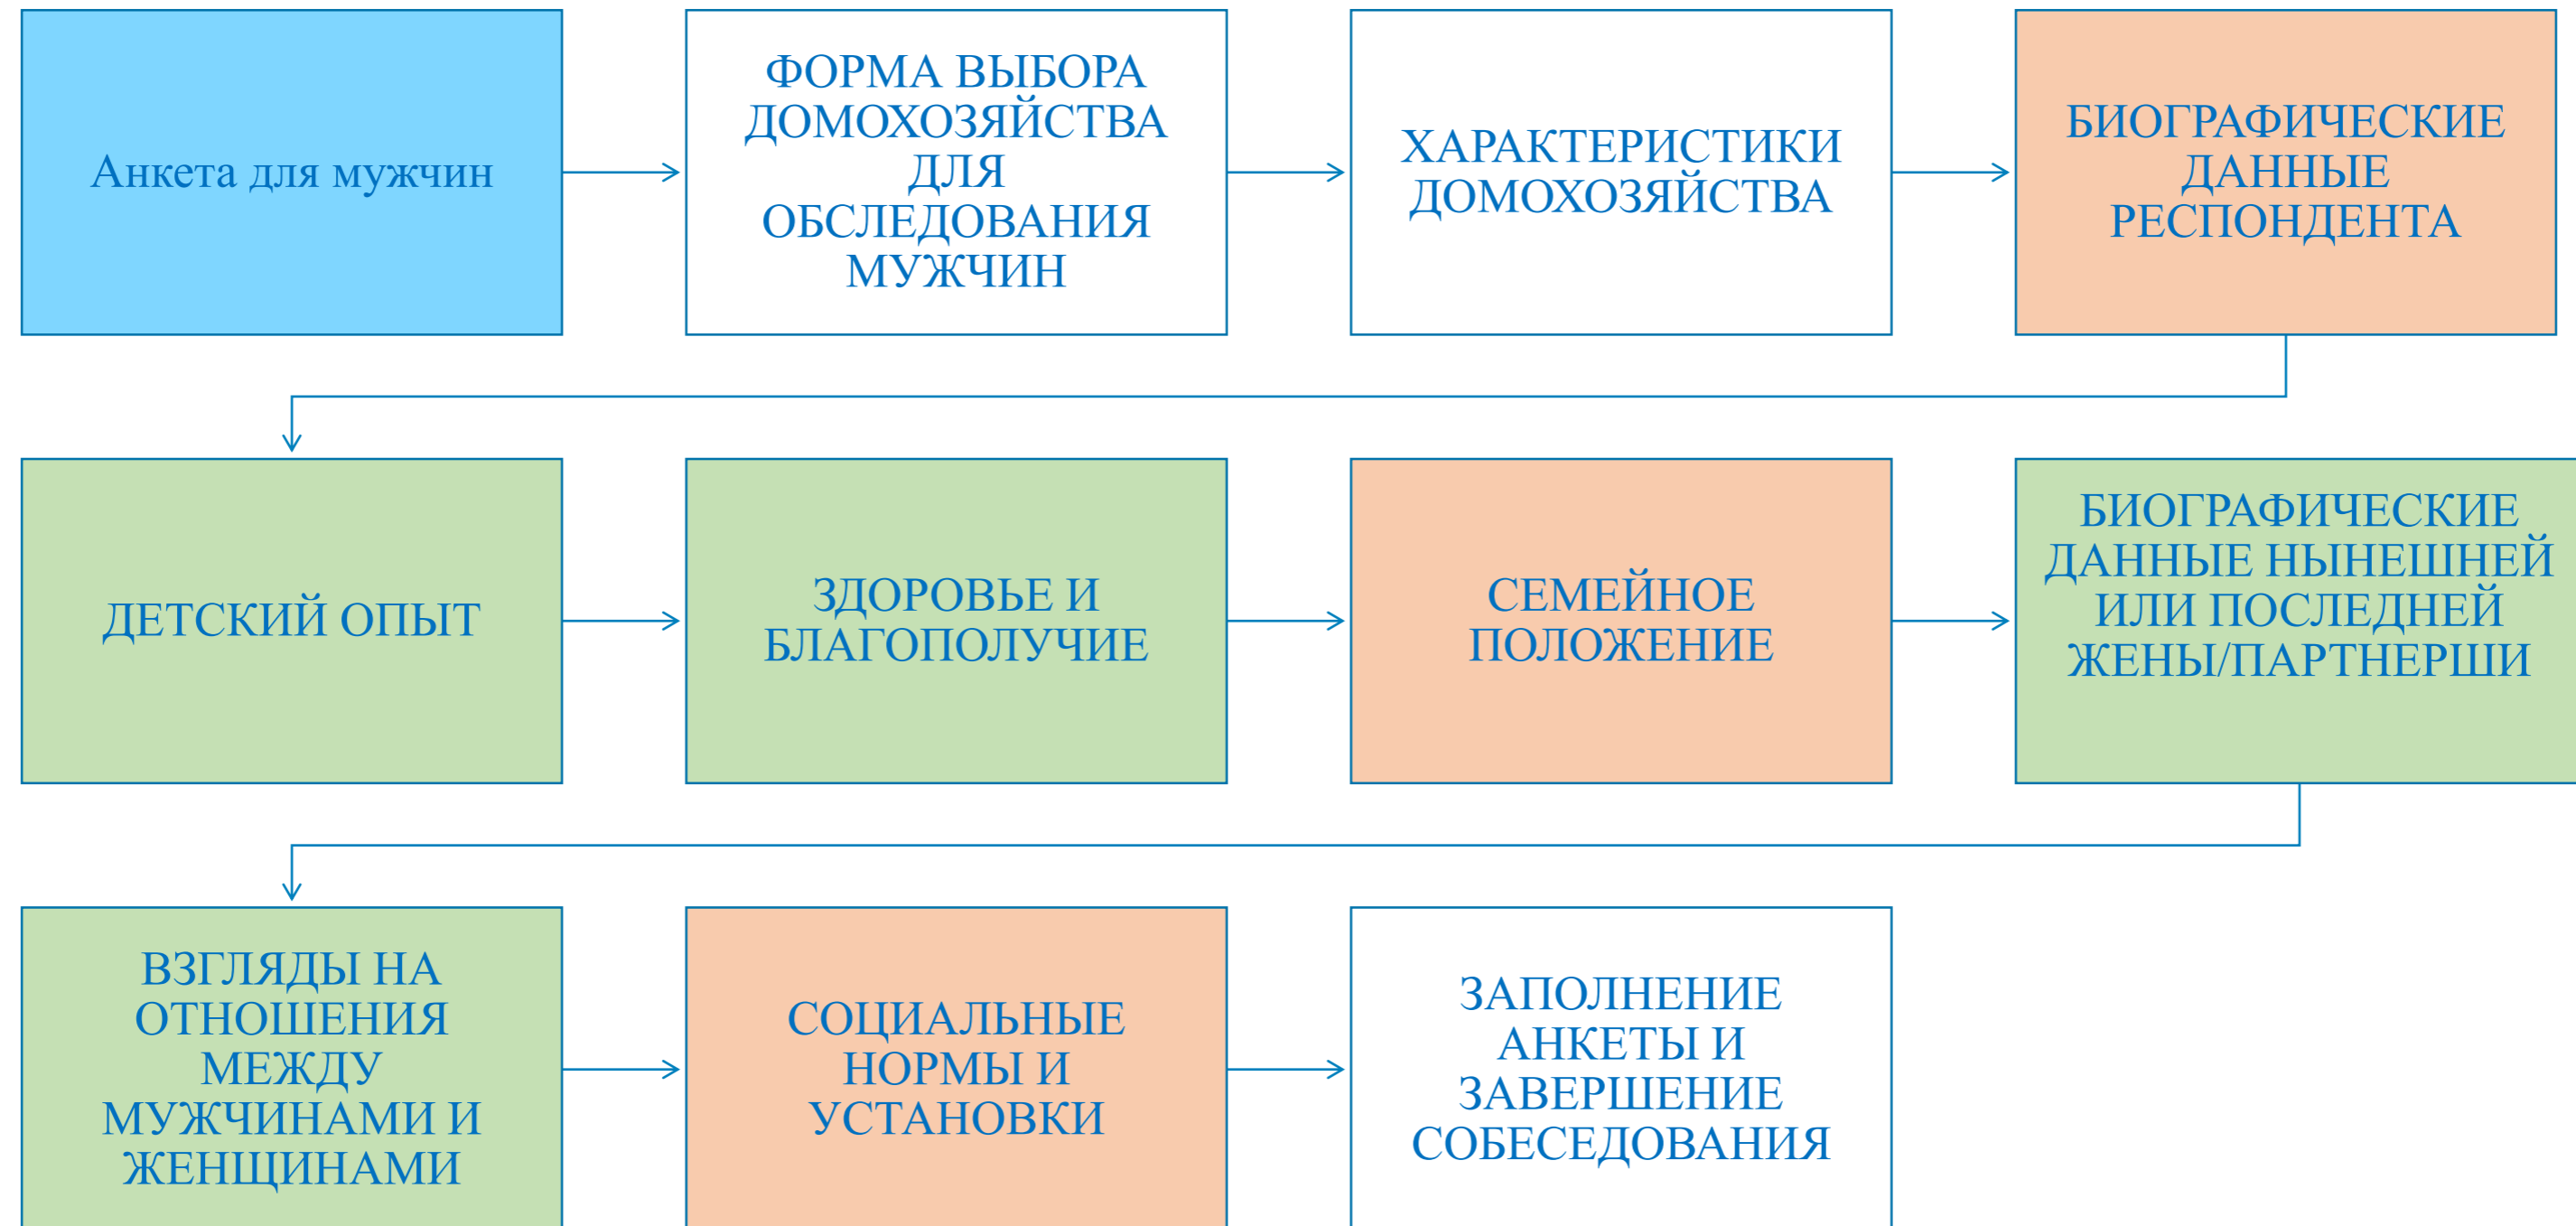 Анкета для мужчин
ФОРМА ВЫБОРА
ДОМОХОЗЯЙСТВА
ДЛЯ
ОБСЛЕДОВАНИЯ
МУЖЧИН
ХАРАКТЕРИСТИКИ
ДОМОХОЗЯЙСТВА
БИОГРАФИЧЕСКИЕ
ДАННЫЕ
РЕСПОНДЕНТА
ДЕТСКИЙ ОПЫТ
ЗДОРОВЬЕ И
БЛАГОПОЛУЧИЕ
СЕМЕЙНОЕ
ПОЛОЖЕНИЕ
БИОГРАФИЧЕСКИЕ
ДАННЫЕ НЫНЕШНЕЙ
ИЛИ ПОСЛЕДНЕЙ
ЖЕНЫ/ПАРТНЕРШИ
ВЗГЛЯДЫ НА
ОТНОШЕНИЯ
МЕЖДУ
МУЖЧИНАМИ И
ЖЕНЩИНАМИ
СОЦИАЛЬНЫЕ
НОРМЫ И
УСТАНОВКИ
ЗАПОЛНЕНИЕ
АНКЕТЫ И
ЗАВЕРШЕНИЕ
СОБЕСЕДОВАНИЯ